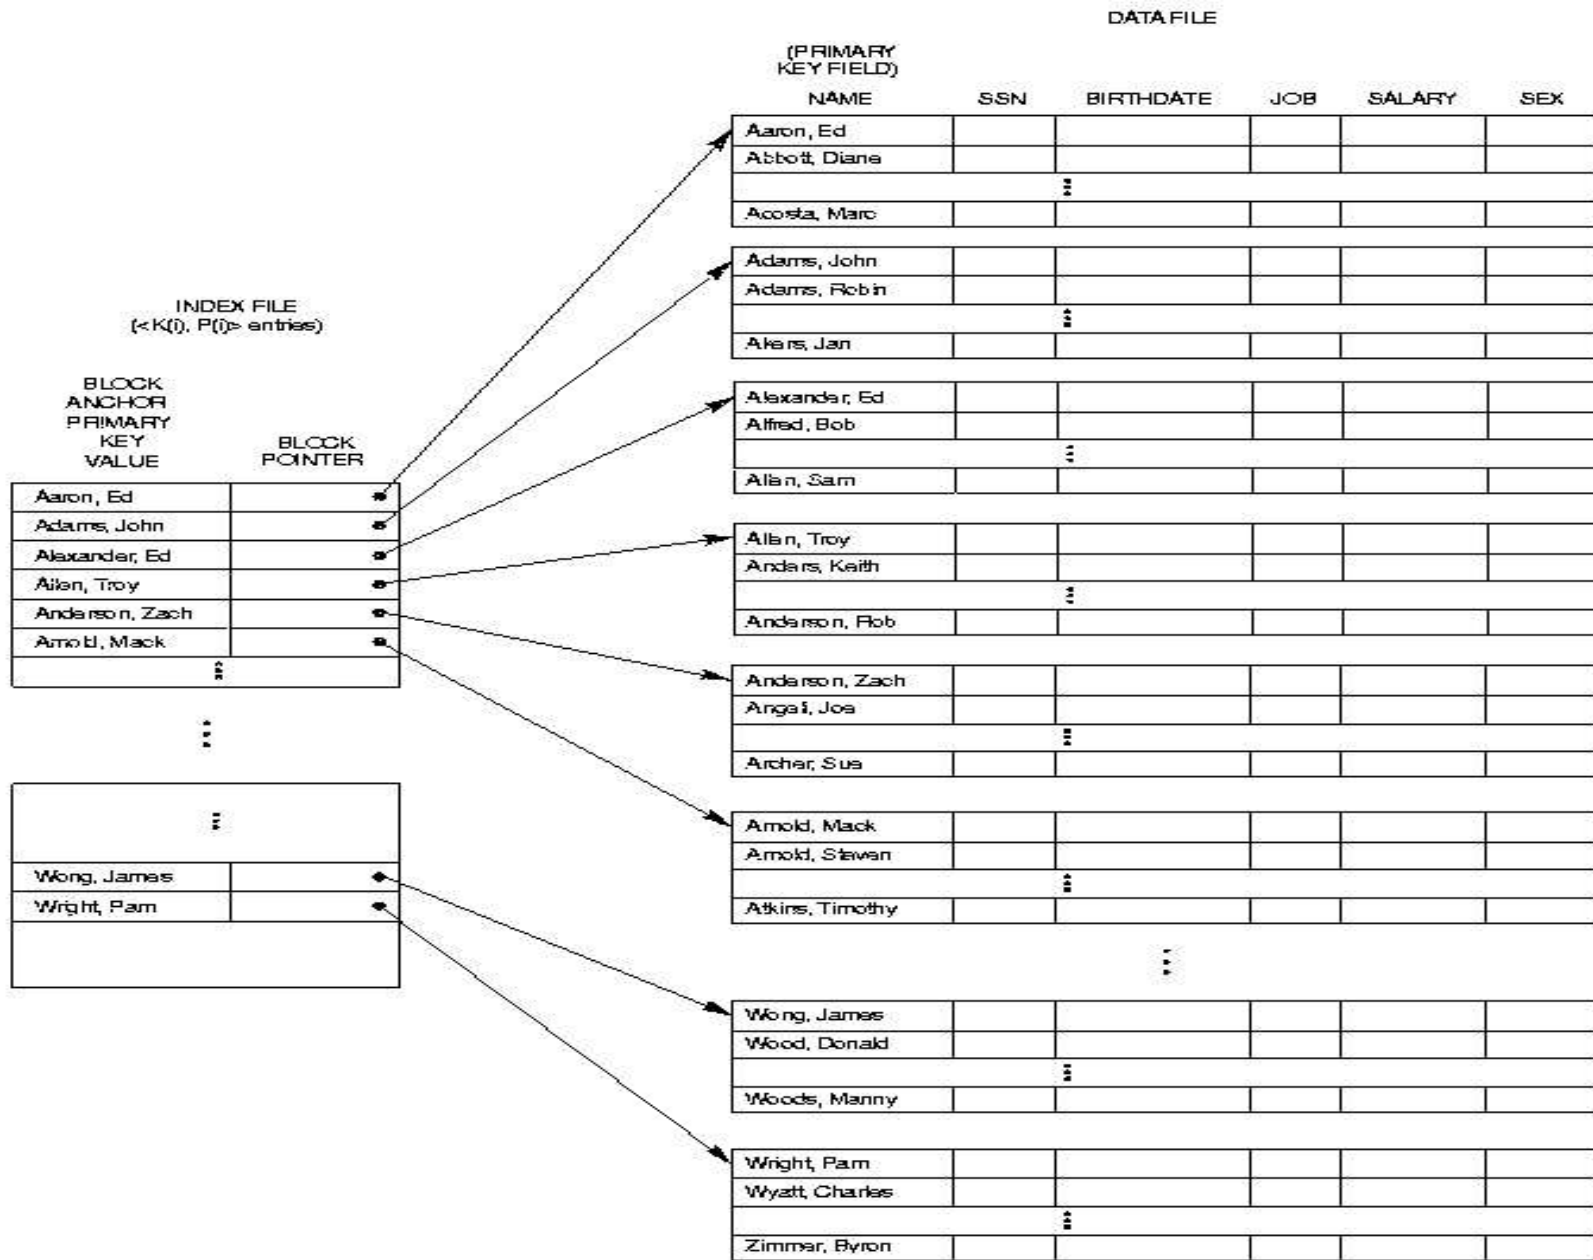 DATA FILE
(PRIMARY
KEY FIELD)
NAME SSN BIRTHDATE JOB SALARY SEX
Aaron, Ed
Abbott, Diane
Acosta, Marc
Adams, John
Adams, Robin
Akers, Jan
INDEX FILE
(<K(i), P(i)> entries)
BLOCK
ANCHOR
PRIMARY
KEY
VALUE
BLOCK
POINTER
Aaron, Ed
Adams, John
Alexander, Ed
Allen, Troy
Anderson, Zach
Arnold, Mack
Wong, James
Wright, Pam
Alexander, Ed
Alfred, Bob
Allen, Sam
Allen, Troy
Anders, Keith
Anderson, Rob
Anderson, Zach
Angeli, Joe
Archer, Sue
Arnold, Mack
Arnold, Steven
Atkins, Timothy
Wong, James
Wood, Donald
Woods, Manny
Wright, Pam
Wyatt, Charles
Zimmer, Byron